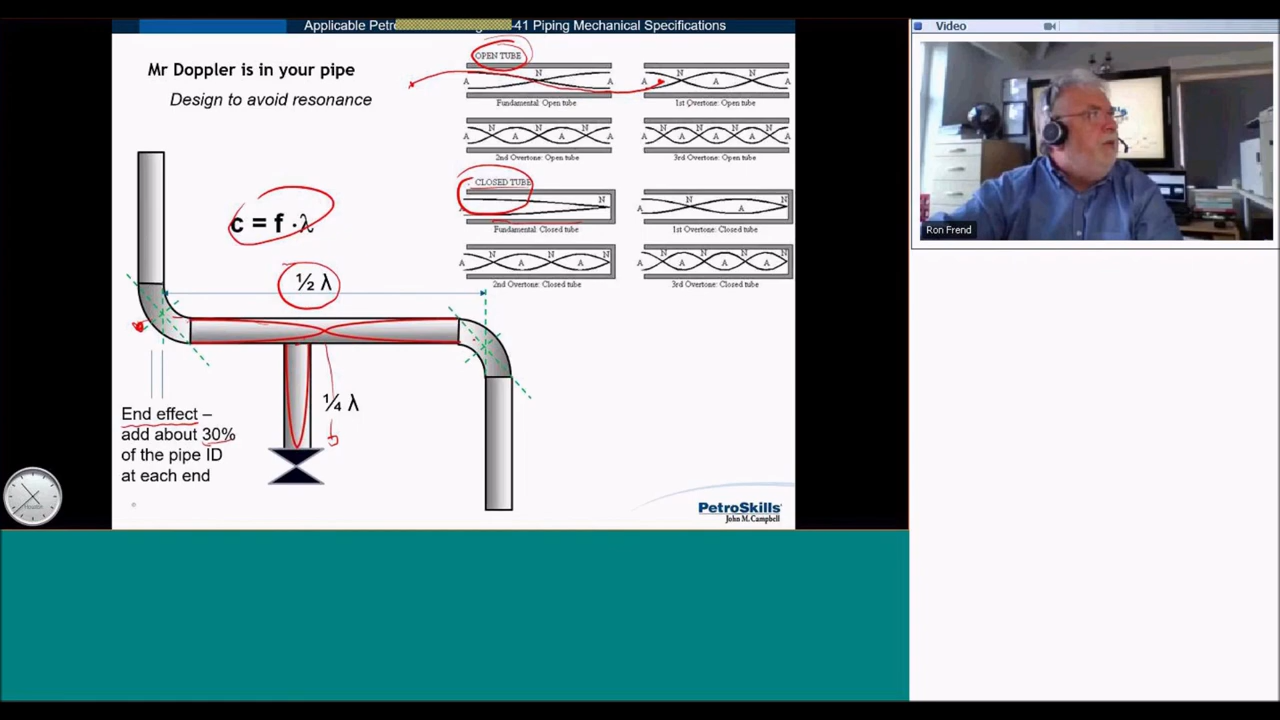 Applicable Petr
-41 Piping Mechanical Specifications
Video
Mr Doppler is in your pipe
Design to avoid resonance
c = f · λ
½ λ
¼ λ
End effect –
add about 30%
of the pipe ID
at each end
OPEN TUBE
A N A
A N A N A
Fundamental: Open tube
1st Overtone: Open tube
A N A N A N A
A N A N A N A N A
2nd Overtone: Open tube
3rd Overtone: Open tube
CLOSED TUBE
A N
A N A N
Fundamental: Closed tube
1st Overtone: Closed tube
A N A N A N
A N A N A N A N
2nd Overtone: Closed tube
3rd Overtone: Closed tube
PetroSkills
John M. Campbell
Ron Frend